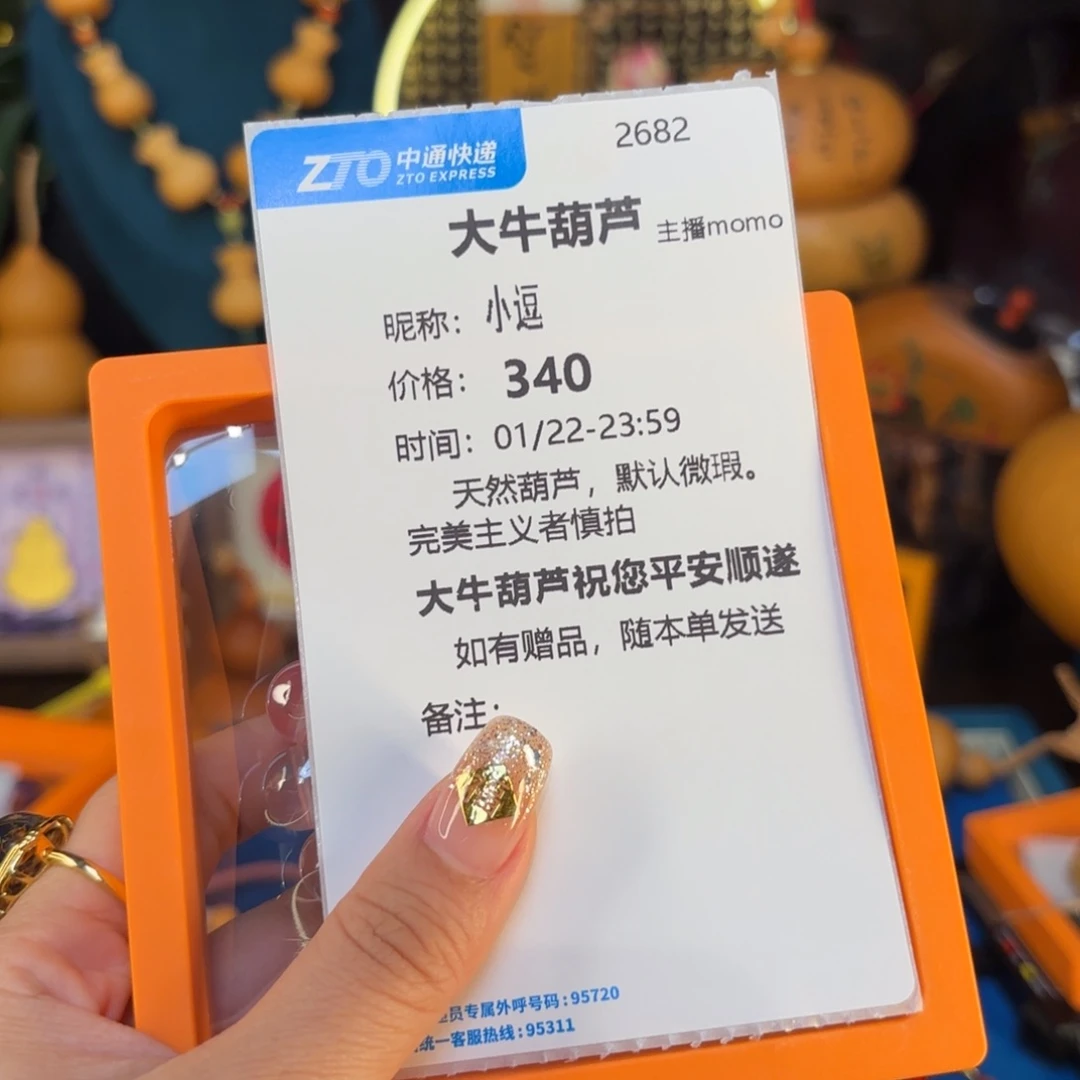 2682
ZTO 中通快递
ZTO EXPRESS
大牛葫芦 主播momo
昵称：小逗
价格：340
时间：01/22-23:59
天然葫芦，默认微瑕。
完美主义者慎拍
大牛葫芦祝您平安顺遂
如有赠品，随本单发送
备注：
员专属外呼号码:95720
统一客服热线:95311